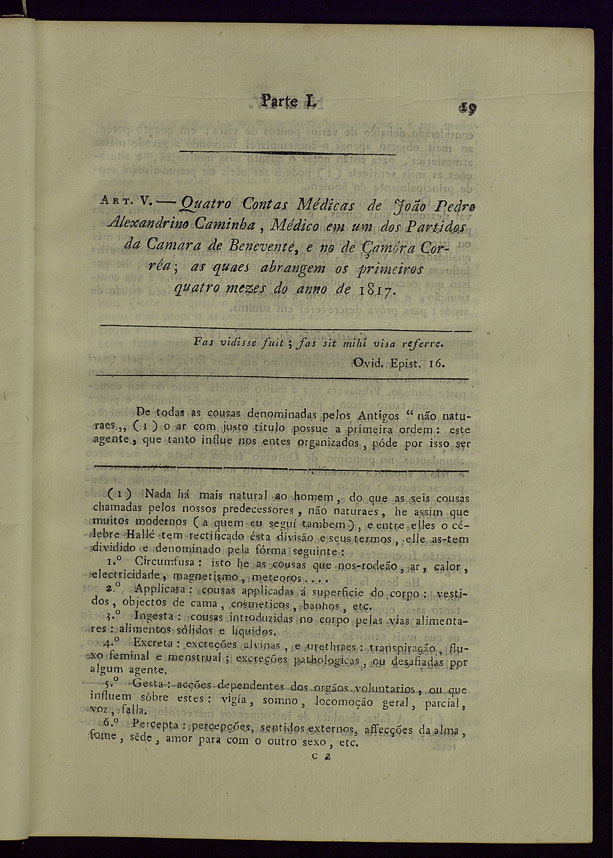 Parte I. 19
ART. V. — Quatro Contas Médicas de João Pedro
Alexandrino Caminha, Médico em um dos Partidos
da Camara de Benevente, e no de Çamóra Cor-
rêa; as quaes abrangem os primeiros
quatro mezes do anno de 1817.
Fas vidisse fuit; fas sit mihi visa referre.
Ovid. Epist. 16.
De todas as cousas denominadas pelos Antigos “não natu-
raes,, (1) o ar com justo titulo possue a primeira ordem: este
agente, que tanto influe nos entes organizados, póde por isso ser
(1) Nada há mais natural ao homem, do que as seis cousas
chamadas pelos nossos predecessores, não naturaes, he assim que
muitos modernos (a quem eu seguí tambem), e entre elles o cé-
lebre Hallé tem rectificado ésta divisão e seus termos, elle as-tem
dividido e denominado pela fórma seguinte:
1.º Circumfusa: isto he as cousas que nos-rodeão, ar, calor,
electricidade, magnetismo, meteoros....
2.º Applicata: cousas applicadas á superficie do corpo: vesti-
dos, objectos de cama, cosmeticos, banhos, etc.
3.º Ingesta: cousas introduzidas no corpo pelas vias alimenta-
res: alimentos sólidos e liquidos.
4.º Excreta: excreções alvinas, e urethraes: transpiração, flu-
xo feminal e menstrual; excreções pathologicas, ou desafiadas por
algum agente.
5.º Gesta: acções dependentes dos orgãos voluntarios, ou que
influem sôbre estes: vigía, somno, locomoção geral, parcial,
voz, falla.
6.º Percepta: percepções, sentidos externos, affecções da alma,
fome, sêde, amor para com o outro sexo, etc.
C 2